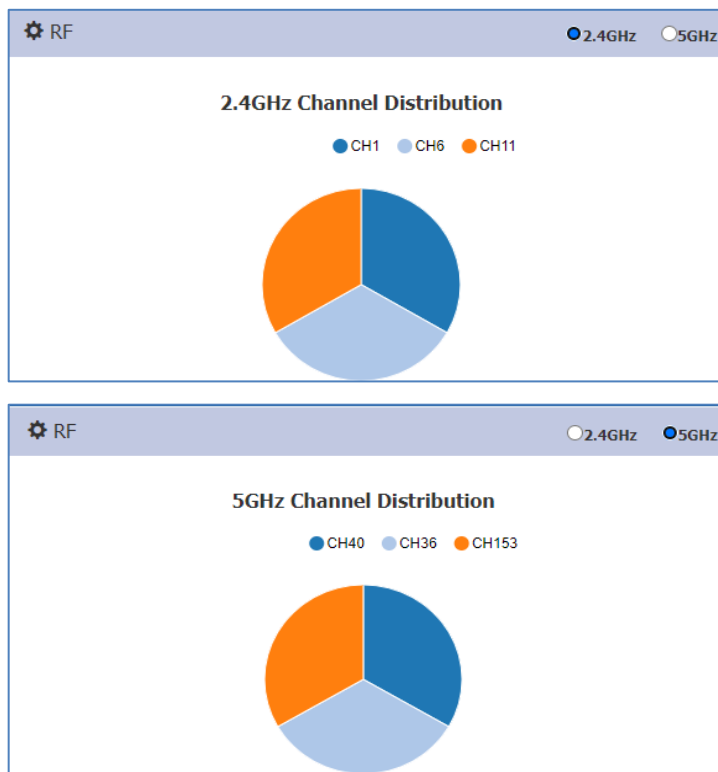 RF 2.4GHz 5GHz
2.4GHz Channel Distribution
CH1 CH6 CH11
RF 2.4GHz 5GHz
5GHz Channel Distribution
CH40 CH36 CH153